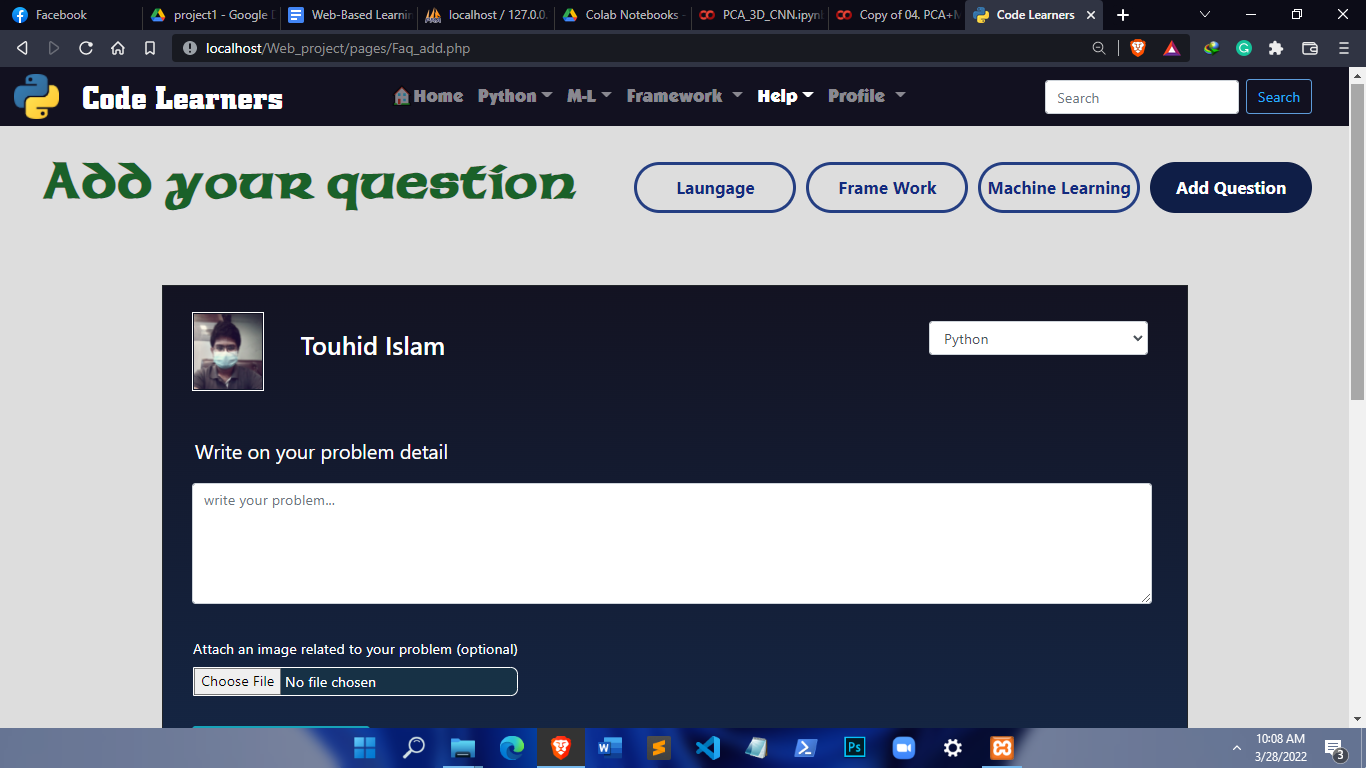 Facebook
project1 - Google D
Web-Based Learnin
localhost / 127.0.0.
Colab Notebooks -
PCA_3D_CNN.ipynb
Copy of 04. PCA+M
Code Learners
localhost/Web_project/pages/Faq_add.php
Code Learners
Home
Python
M-L
Framework
Help
Profile
Search
Search
Add your question
Laungage
Frame Work
Machine Learning
Add Question
Touhid Islam
Python
Write on your problem detail
write your problem...
Attach an image related to your problem (optional)
Choose File No file chosen
10:08 AM
3/28/2022
3